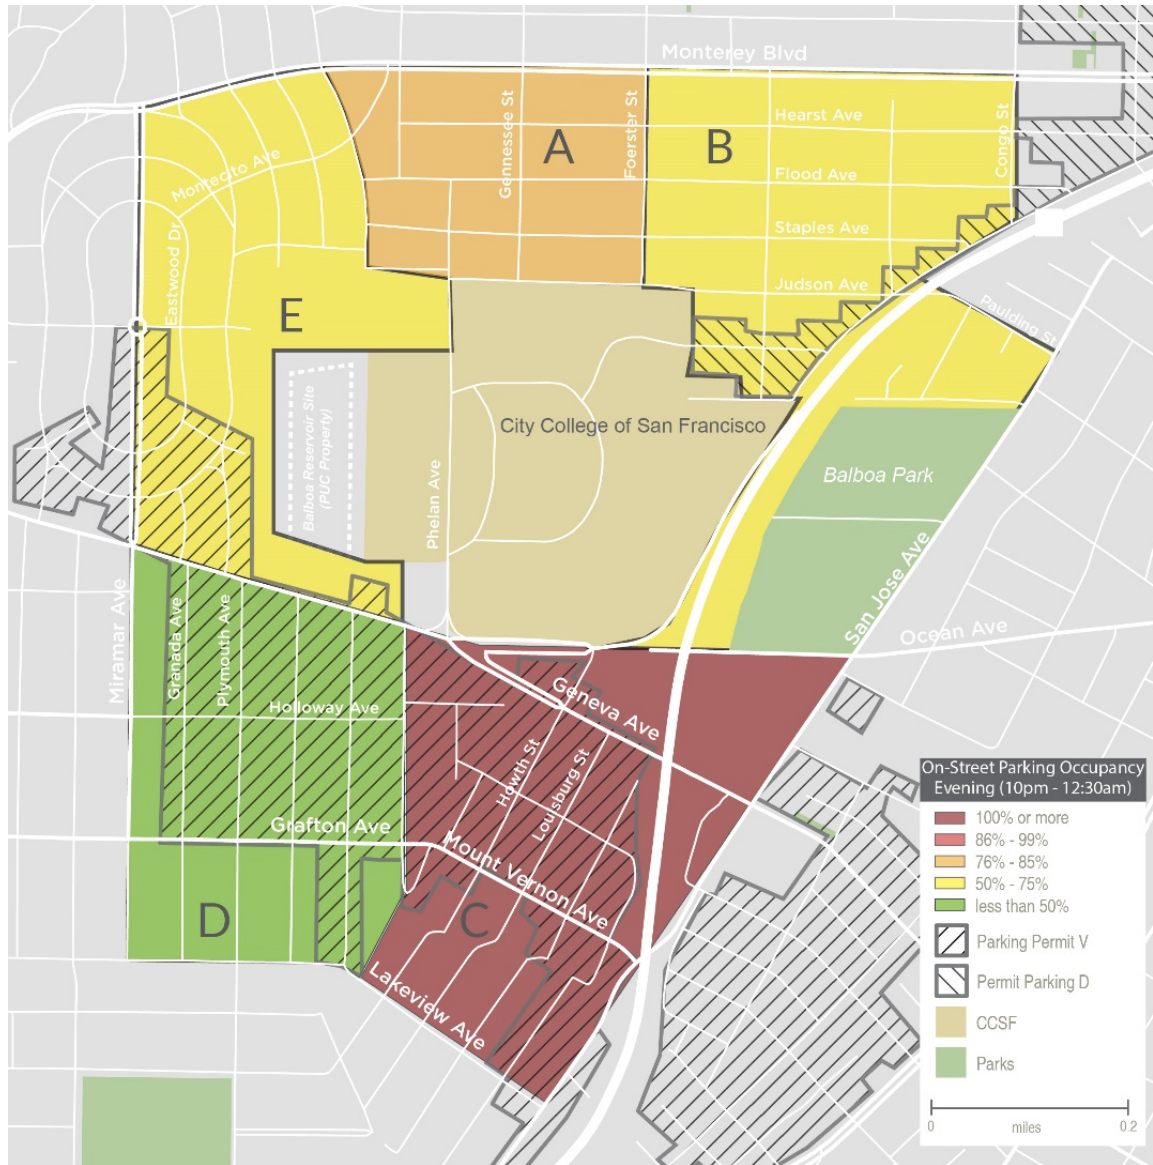 Monterey Blvd
Gennessee St
Foerster St
Congo St
Hearst Ave
A
B
Montecito Ave
Flood Ave
Staples Ave
Eastwood Dr
E
Judson Ave
Paulding St
City College of San Francisco
Balboa Reservoir Site
(PUC Property)
Phelan Ave
Balboa Park
San Jose Ave
Ocean Ave
Miramar Ave
Granada Ave
Plymouth Ave
Holloway Ave
Geneva Ave
Howth St
Louisburg St
Grafton Ave
Mount Vernon Ave
D
C
Lakeview Ave
On-Street Parking Occupancy
Evening (10pm - 12:30am)
100% or more
86% - 99%
76% - 85%
50% - 75%
less than 50%
Parking Permit V
Permit Parking D
CCSF
Parks
0
miles
0.2